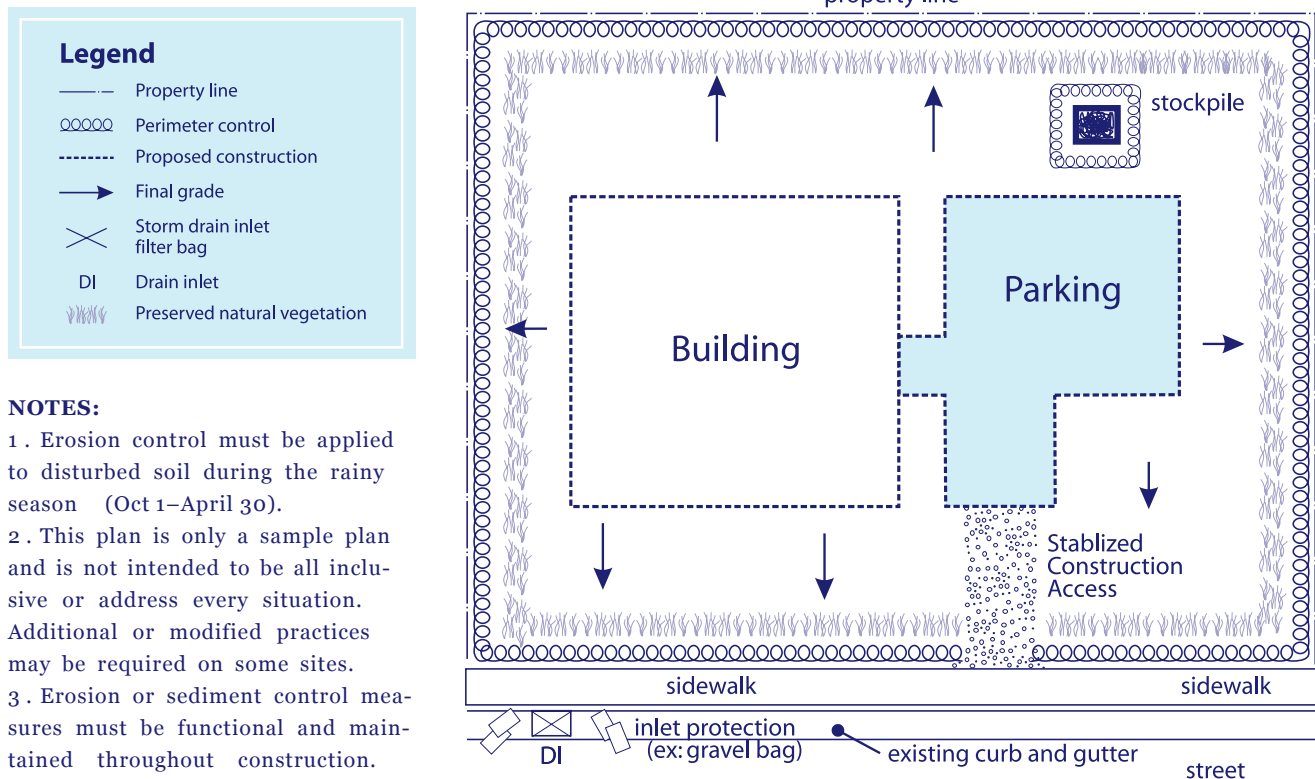 Legend
Property line
Perimeter control
Proposed construction
Final grade
Storm drain inlet
filter bag
DI
Drain inlet
Preserved natural vegetation
NOTES:
1 . Erosion control must be applied
to disturbed soil during the rainy
season (Oct 1–April 30).
2 . This plan is only a sample plan
and is not intended to be all inclu-
sive or address every situation.
Additional or modified practices
may be required on some sites.
3 . Erosion or sediment control mea-
sures must be functional and main-
tained throughout construction.
property line
stockpile
Building
Parking
Stablized
Construction
Access
sidewalk
sidewalk
DI
inlet protection
(ex: gravel bag)
existing curb and gutter
street